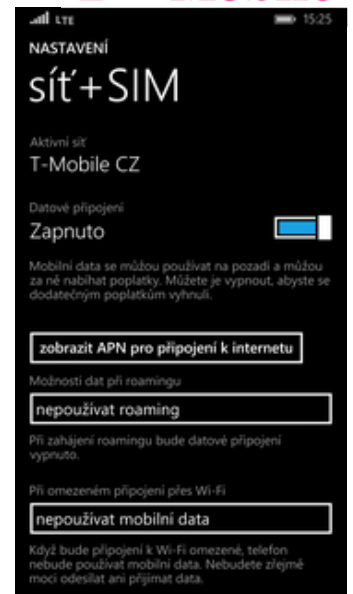 LTE 15:25
NASTAVENÍ
síť+SIM
Aktivní síť
T-Mobile CZ
Datové připojení
Zapnuto
Mobilní data se můžou používat na pozadí a můžou
za ně nabíhat poplatky. Můžete je vypnout, abyste se
dodatečným poplatkům vyhnuli.
zobrazit APN pro připojení k internetu
Možnosti dat při roamingu
nepoužívat roaming
Při zahájení roamingu bude datové připojení
vypnuto.
Při omezeném připojení přes Wi-Fi
nepoužívat mobilní data
Když bude připojení k Wi-Fi omezené, telefon
nebude používat mobilní data. Nebudete zřejmě
moci odesílat ani přijímat data.